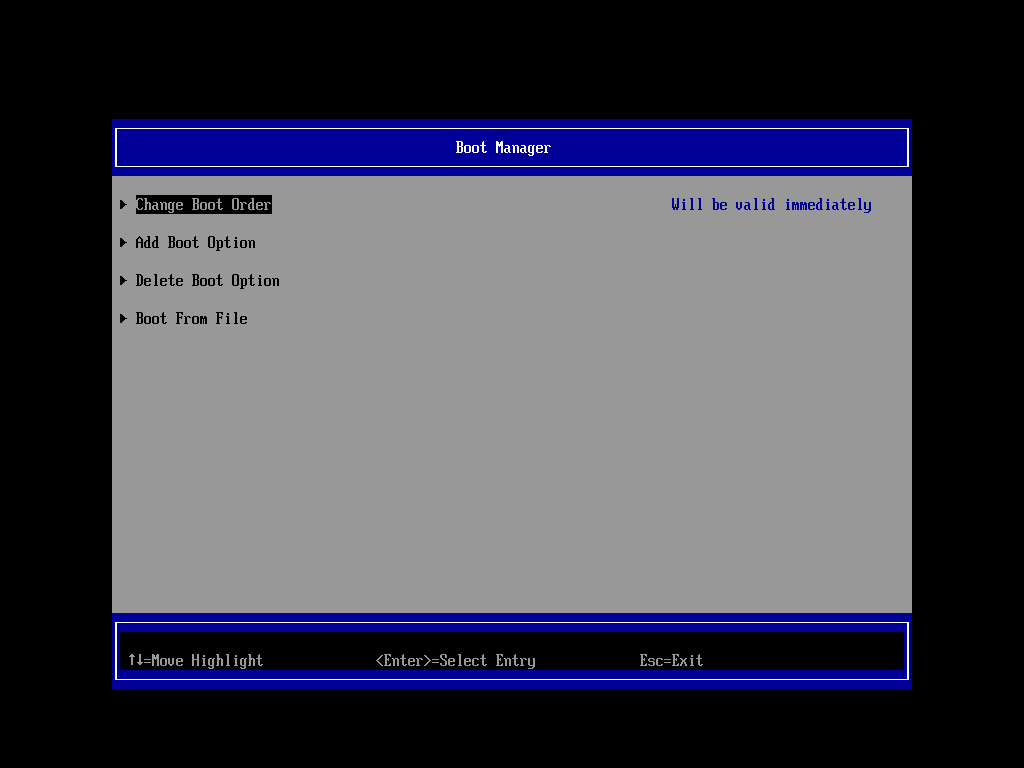 Boot Manager
Change Boot Order Will be valid immediately
Add Boot Option
Delete Boot Option
Boot From File
↑↓=Move Highlight <Enter>=Select Entry Esc=Exit